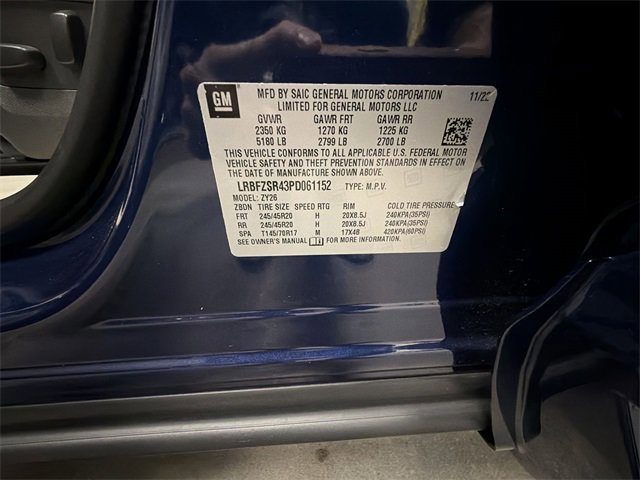 GM
MFD BY SAIC GENERAL MOTORS CORPORATION
LIMITED FOR GENERAL MOTORS LLC
11/22
GVWR GAWR FRT GAWR RR
2350 KG 1270 KG 1225 KG
5180 LB 2799 LB 2700 LB
THIS VEHICLE CONFORMS TO ALL APPLICABLE U.S. FEDERAL MOTOR
VEHICLE SAFETY AND THEFT PREVENTION STANDARDS IN EFFECT ON
THE DATE OF MANUFACTURE SHOWN ABOVE.
LRBFZSR43PD061152 TYPE: M.P.V.
MODEL: ZY26
ZBDN TIRE SIZE SPEED RTG RIM COLD TIRE PRESSURE
FRT 245/45R20 H 20X8.5J 240KPA(35PSI)
RR 245/45R20 H 20X8.5J 240KPA(35PSI)
SPA T145/70R17 M 17X4B 420KPA(60PSI)
SEE OWNER'S MANUAL FOR MORE INFORMATION.